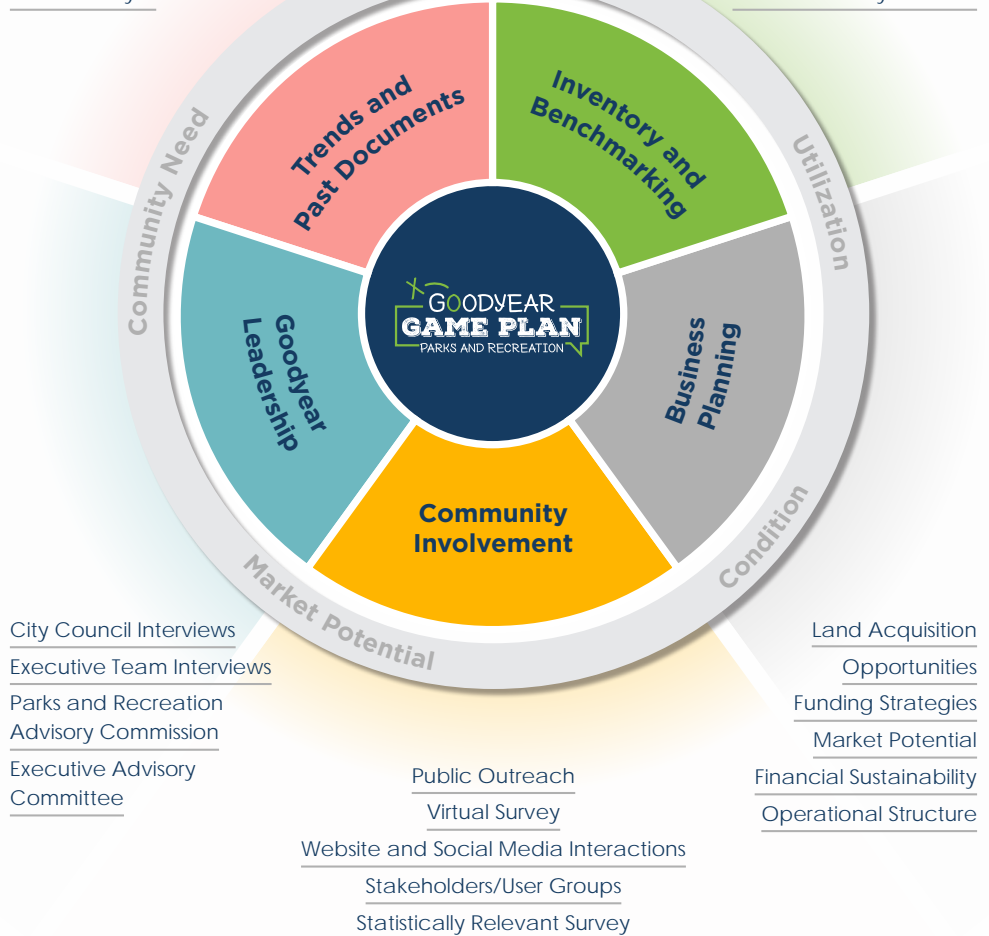 Trends and
Past Documents
Inventory and
Benchmarking
Community Need
Utilization
GOODYEAR
GAME PLAN
PARKS AND RECREATION
Goodyear
Leadership
Business
Planning
Community
Involvement
Condition
Market Potential
City Council Interviews
Executive Team Interviews
Parks and Recreation
Advisory Commission
Executive Advisory
Committee
Public Outreach
Virtual Survey
Website and Social Media Interactions
Stakeholders/User Groups
Statistically Relevant Survey
Land Acquisition
Opportunities
Funding Strategies
Market Potential
Financial Sustainability
Operational Structure